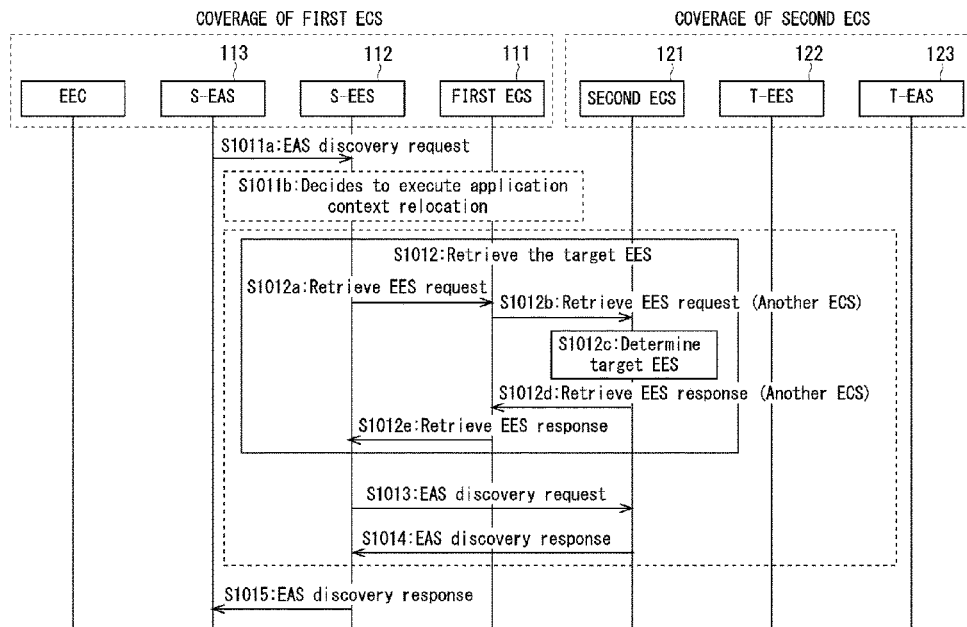 COVERAGE OF FIRST ECS
COVERAGE OF SECOND ECS
113
112
111
121
122
123
EEC
S-EAS
S-EES
FIRST ECS
SECOND ECS
T-EES
T-EAS
S1011a:EAS discovery request
S1011b:Decides to execute application
context relocation
S1012:Retrieve the target EES
S1012a:Retrieve EES request
S1012b:Retrieve EES request (Another ECS)
S1012c:Determine
target EES
S1012d:Retrieve EES response (Another ECS)
S1012e:Retrieve EES response
S1013:EAS discovery request
S1014:EAS discovery response
S1015:EAS discovery response